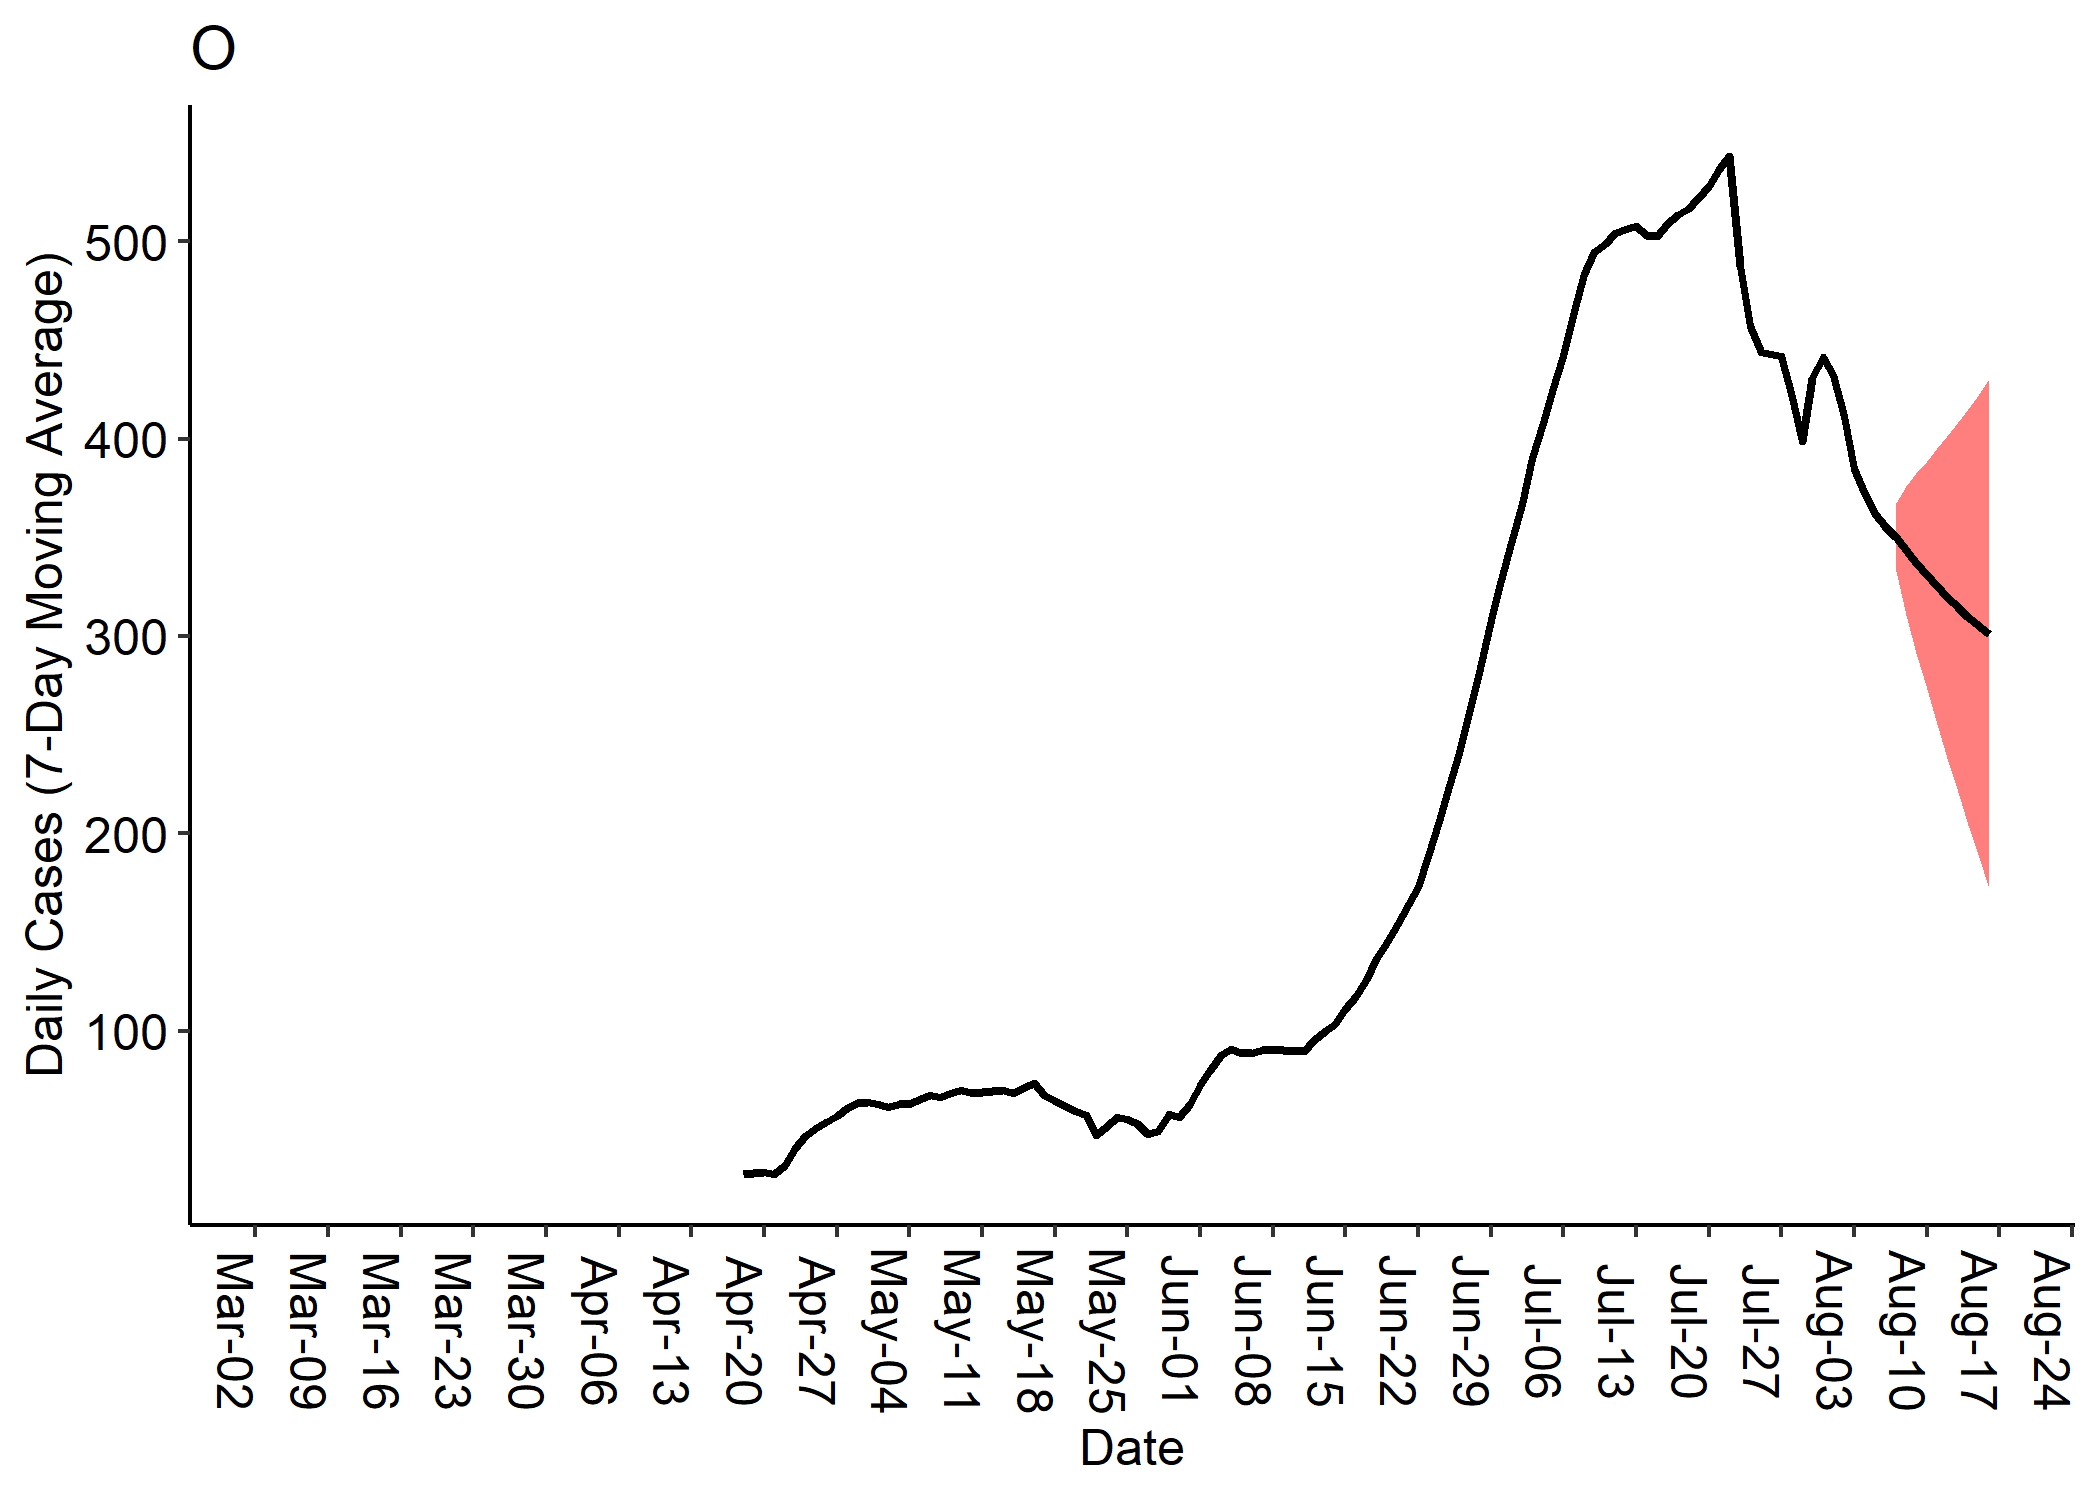 O
Daily Cases (7-Day Moving Average)
500
400
300
200
100
Mar-02
Mar-09
Mar-16
Mar-23
Mar-30
Apr-06
Apr-13
Apr-20
Apr-27
May-04
May-11
May-18
May-25
Jun-01
Jun-08
Jun-15
Jun-22
Jun-29
Jul-06
Jul-13
Jul-20
Jul-27
Aug-03
Aug-10
Aug-17
Aug-24
Date